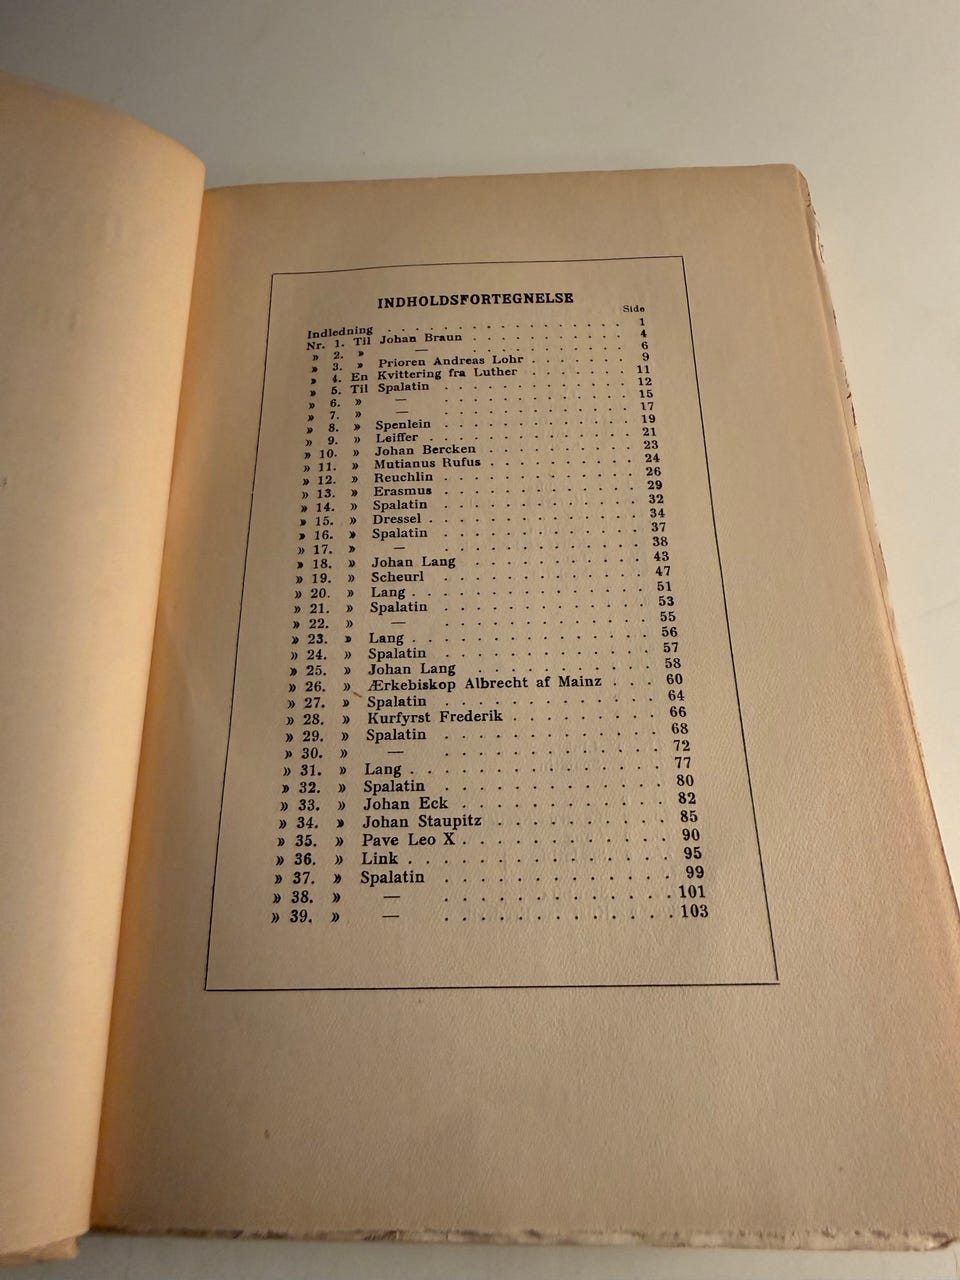 INDHOLDSFORTEGNELSE
Side
Indledning . . . . . . . . . . . . . . . . 1
Nr. 1. Til Johan Braun . . . . . . . . . . . 4
» 2. » — . . . . . . . . . . . 6
» 3. » Prioren Andreas Lohr . . . . . . . 9
» 4. En Kvittering fra Luther . . . . . . . 11
» 5. Til Spalatin . . . . . . . . . . . . 12
» 6. » — . . . . . . . . . . . . 15
» 7. » — . . . . . . . . . . . . 17
» 8. » Spenlein . . . . . . . . . . . . 19
» 9. » Leiffer . . . . . . . . . . . . . 21
» 10. » Johan Bercken . . . . . . . . . . 23
» 11. » Mutianus Rufus . . . . . . . . . . 24
» 12. » Reuchlin . . . . . . . . . . . . 26
» 13. » Erasmus . . . . . . . . . . . . 29
» 14. » Spalatin . . . . . . . . . . . . 32
» 15. » Dressel . . . . . . . . . . . . . 34
» 16. » Spalatin . . . . . . . . . . . . 37
» 17. » — . . . . . . . . . . . . 38
» 18. » Johan Lang . . . . . . . . . . . 43
» 19. » Scheurl . . . . . . . . . . . . 47
» 20. » Lang . . . . . . . . . . . . . . 51
» 21. » Spalatin . . . . . . . . . . . . 53
» 22. » — . . . . . . . . . . . . 55
» 23. » Lang . . . . . . . . . . . . . . 56
» 24. » Spalatin . . . . . . . . . . . . 57
» 25. » Johan Lang . . . . . . . . . . . 58
» 26. » Ærkebiskop Albrecht af Mainz . . . 60
» 27. » Spalatin . . . . . . . . . . . . 64
» 28. » Kurfyrst Frederik . . . . . . . . . 66
» 29. » Spalatin . . . . . . . . . . . . 68
» 30. » — . . . . . . . . . . . . 72
» 31. » Lang . . . . . . . . . . . . . . 77
» 32. » Spalatin . . . . . . . . . . . . 80
» 33. » Johan Eck . . . . . . . . . . . 82
» 34. » Johan Staupitz . . . . . . . . . . 85
» 35. » Pave Leo X . . . . . . . . . . . 90
» 36. » Link . . . . . . . . . . . . . . 95
» 37. » Spalatin . . . . . . . . . . . . 99
» 38. » — . . . . . . . . . . . . 101
» 39. » — . . . . . . . . . . . . 103